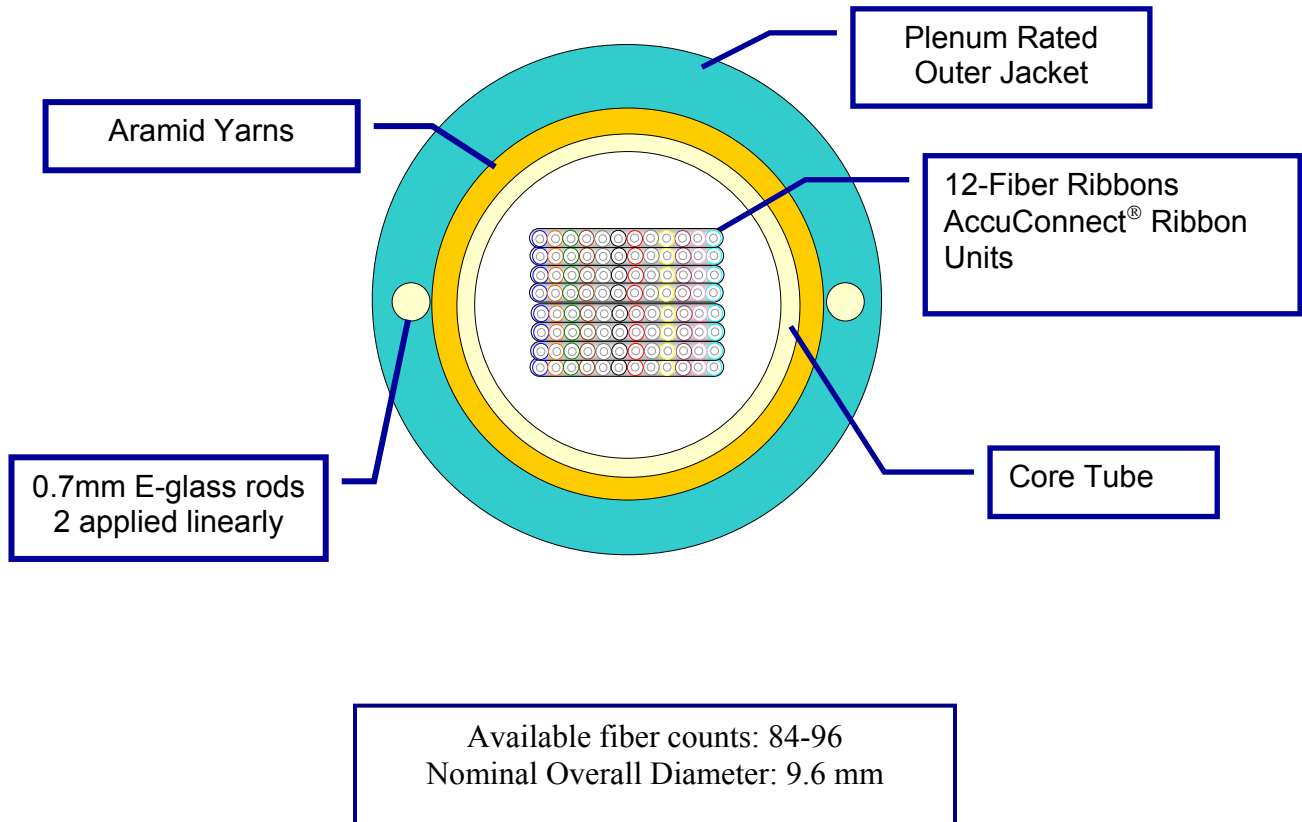 Plenum Rated
Outer Jacket
Aramid Yarns
12-Fiber Ribbons
AccuConnect® Ribbon
Units
0.7mm E-glass rods
2 applied linearly
Core Tube
Available fiber counts: 84-96
Nominal Overall Diameter: 9.6 mm